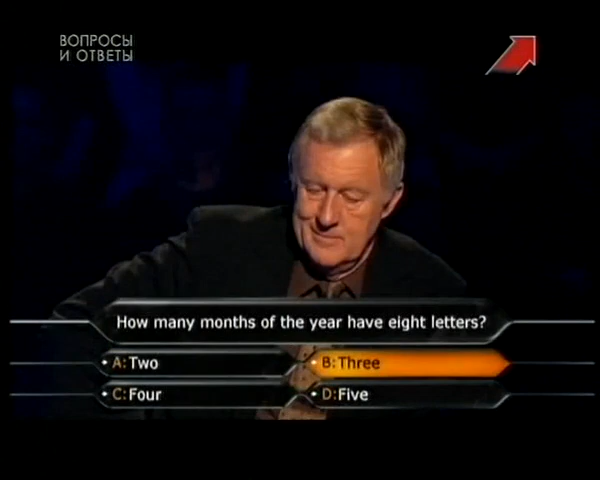 ВОПРОСЫ
И ОТВЕТЫ
How many months of the year have eight letters?
A: Two
B: Three
C: Four
D: Five